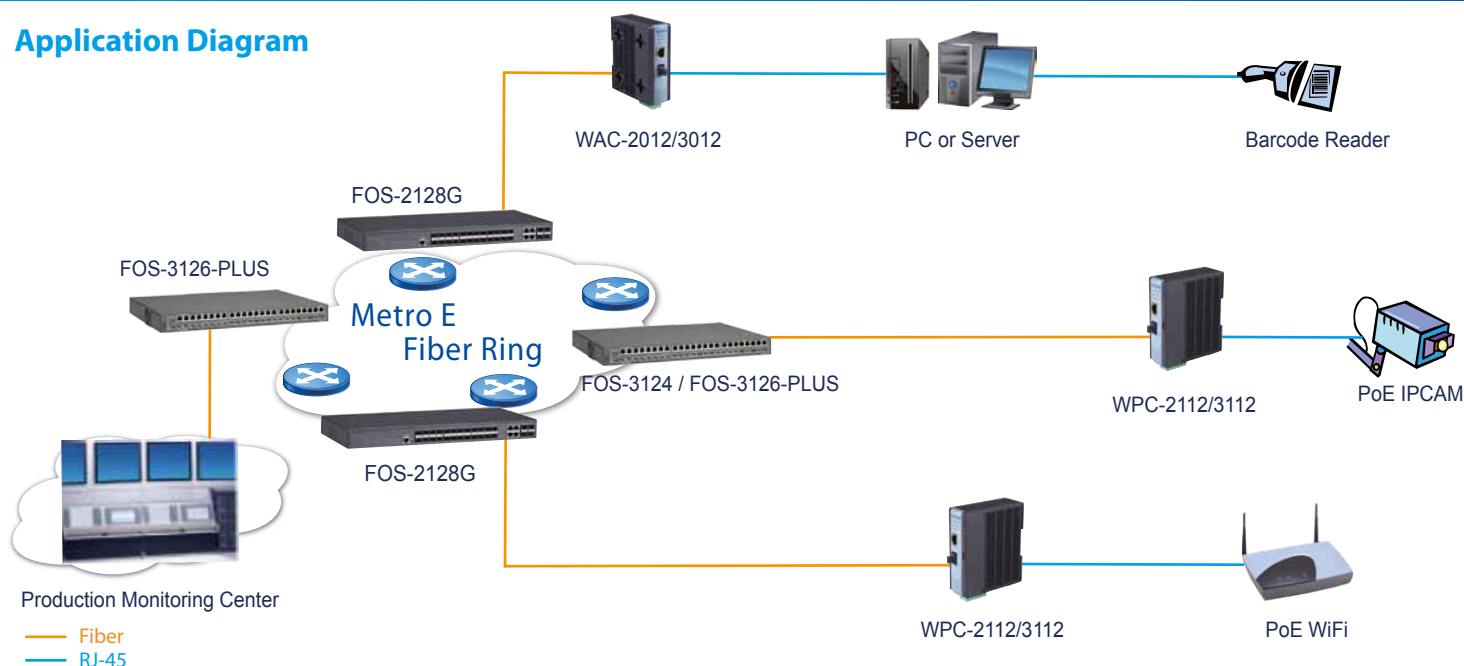 Application Diagram
WAC-2012/3012
PC or Server
Barcode Reader
FOS-2128G
FOS-3126-PLUS
Metro E
Fiber Ring
FOS-3124 / FOS-3126-PLUS
WPC-2112/3112
PoE IPCAM
FOS-2128G
Production Monitoring Center
WPC-2112/3112
PoE WiFi
Fiber
RJ-45